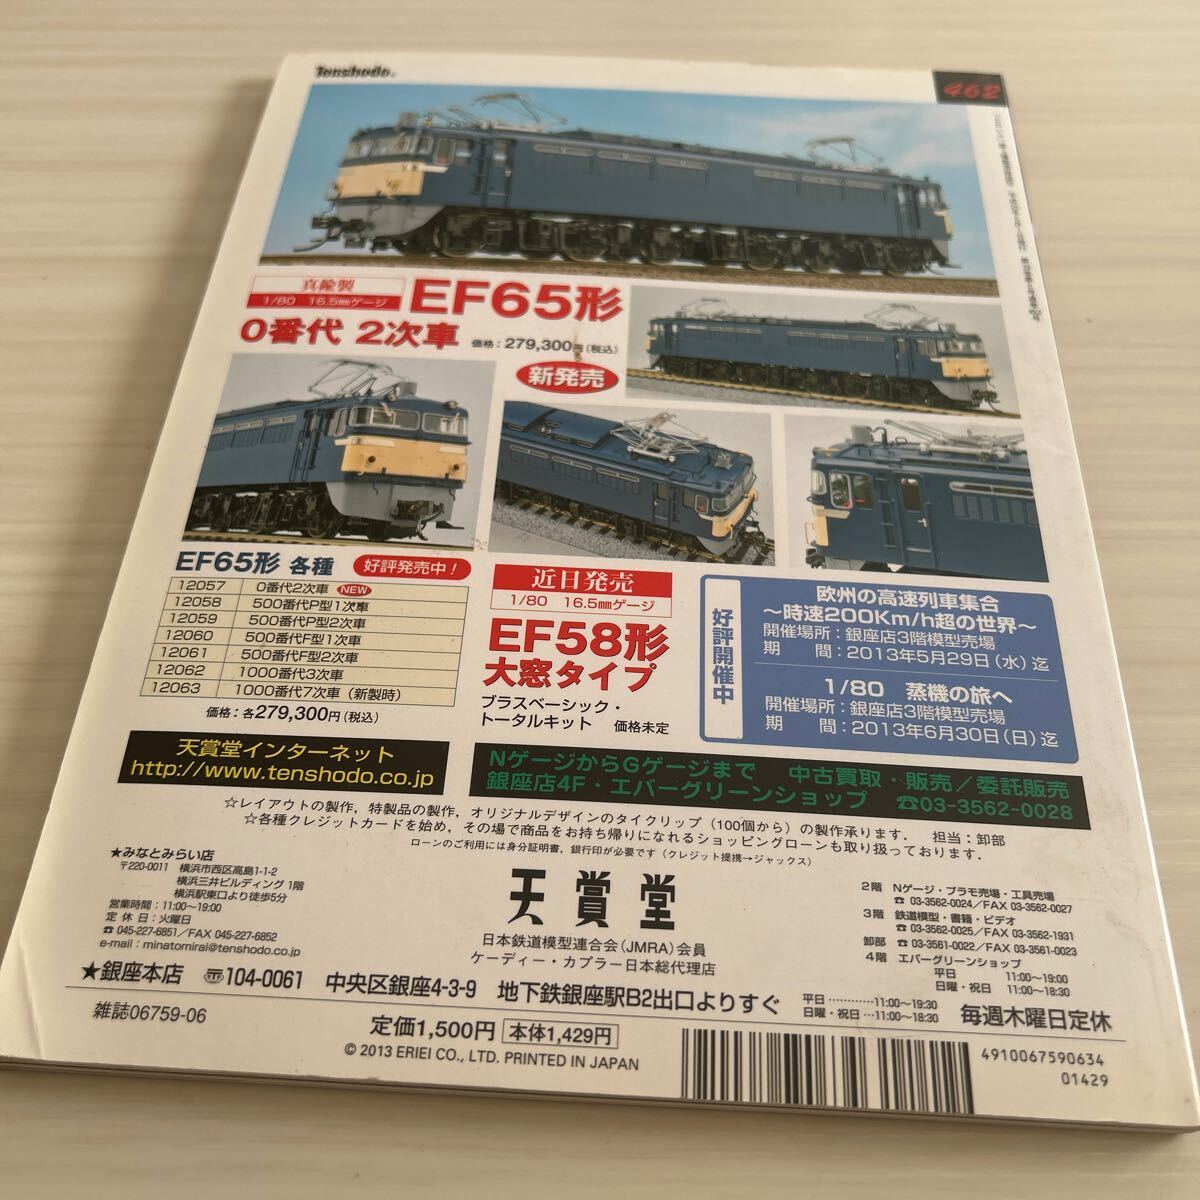 Tenshodo.
462
真鍮製
1/80 16.5mmゲージ
EF65形
0番代 2次車
価格：279,300円（税込）
新発売
EF65形 各種
好評発売中！
12057 0番代2次車 NEW
12058 500番代P型1次車
12059 500番代P型2次車
12060 500番代F型1次車
12061 500番代F型2次車
12062 1000番代3次車
12063 1000番代7次車（新製時）
価格：各279,300円（税込）
近日発売
1/80 16.5mmゲージ
EF58形
大窓タイプ
ブラスベーシック・
トータルキット 価格未定
好評開催中
欧州の高速列車集合
～時速200Km/h超の世界～
開催場所：銀座店3階模型売場
期 間：2013年5月29日（水）迄
1/80 蒸機の旅へ
開催場所：銀座店3階模型売場
期 間：2013年6月30日（日）迄
天賞堂インターネット
http://www.tenshodo.co.jp
NゲージからGゲージまで 中古買取・販売／委託販売
銀座店4F・エバーグリーンショップ ☎03-3562-0028
☆レイアウトの製作，特製品の製作，オリジナルデザインのタイクリップ（100個から）の製作承ります． 担当：卸部
☆各種クレジットカードを始め，その場で商品をお持ち帰りになれるショッピングローンも取り扱っております．
ローンのご利用には身分証明書，銀行印が必要です（クレジット提携→ジャックス）
★みなとみらい店
〒220-0011 横浜市西区高島1-1-2
横浜三井ビルディング 1階
横浜駅東口より徒歩5分
営業時間：11:00～19:00
定 休 日：火曜日
☎ 045-227-6851／FAX 045-227-6852
e-mail：minatomirai@tenshodo.co.jp
天賞堂
日本鉄道模型連合会（JMRA）会員
ケーディー・カプラー日本総代理店
2階 Nゲージ・プラモ売場・工具売場
☎ 03-3562-0024／FAX 03-3562-0027
3階 鉄道模型・書籍・ビデオ
☎ 03-3562-0025／FAX 03-3562-1931
卸部 ☎ 03-3561-0022／FAX 03-3561-0023
4階 エバーグリーンショップ
平日 11:00～19:00
日曜・祝日 11:00～18:30
★銀座本店 〒104-0061 中央区銀座4-3-9 地下鉄銀座駅B2出口よりすぐ
平日…………11:00～19:30
日曜・祝日……11:00～18:30
毎週木曜日定休
雑誌06759-06
定価1,500円 本体1,429円
© 2013 ERIEI CO., LTD. PRINTED IN JAPAN
4910067590634
01429